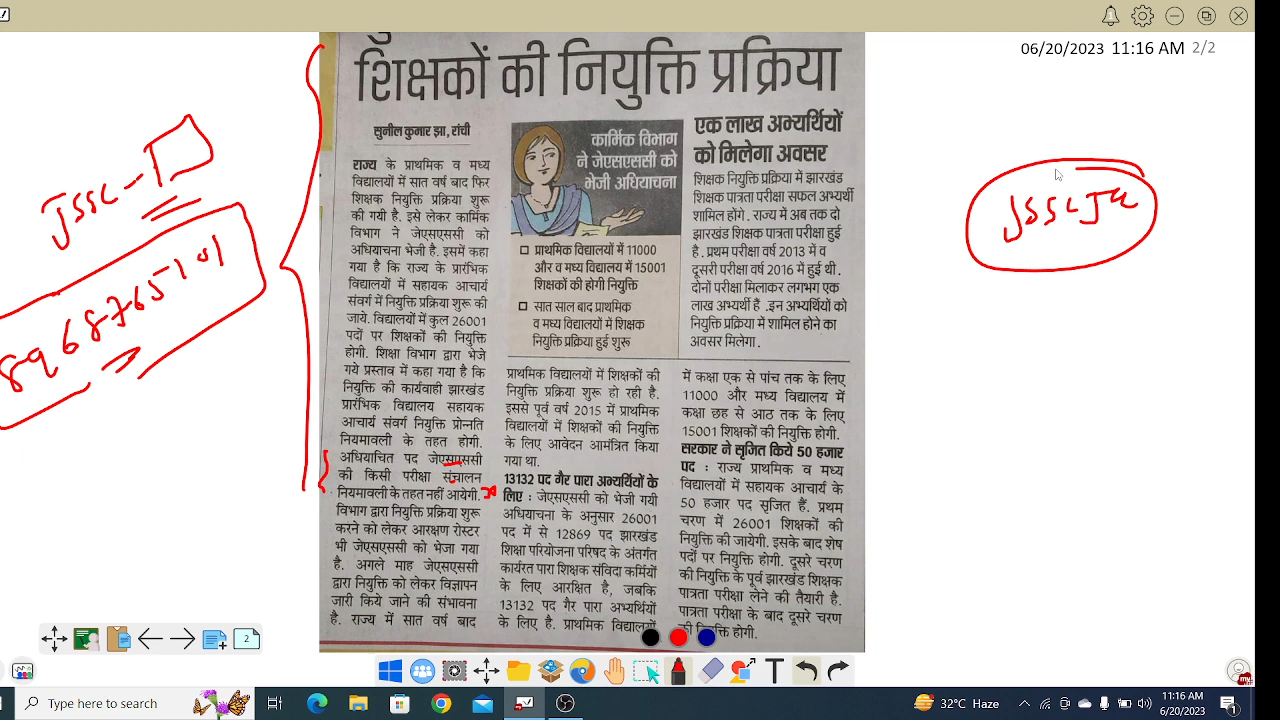 06/20/2023 11:16 AM 2/2
शिक्षकों की नियुक्ति प्रक्रिया
सुनील कुमार झा, रांची
राज्य के प्राथमिक व मध्य
विद्यालयों में सात वर्ष बाद फिर
शिक्षक नियुक्ति प्रक्रिया शुरू
की गयी है. इसे लेकर कार्मिक
विभाग ने जेएसएससी को
अधियाचना भेजी है. इसमें कहा
गया है कि राज्य के प्रारंभिक
विद्यालयों में सहायक आचार्य
संवर्ग में नियुक्ति प्रक्रिया शुरू की
जाये. विद्यालयों में कुल 26001
पदों पर शिक्षकों की नियुक्ति
होगी. शिक्षा विभाग द्वारा भेजे
गये प्रस्ताव में कहा गया है कि
नियुक्ति की कार्यवाही झारखंड
प्रारंभिक विद्यालय सहायक
आचार्य संवर्ग नियुक्ति प्रोन्नति
नियमावली के तहत होगी.
अधियाचित पद जेएसएससी
की किसी परीक्षा संचालन
नियमावली के तहत नहीं आयेगी.
विभाग द्वारा नियुक्ति प्रक्रिया शुरू
करने को लेकर आरक्षण रोस्टर
भी जेएसएससी को भेजा गया
है. अगले माह जेएसएससी
द्वारा नियुक्ति को लेकर विज्ञापन
जारी किये जाने की संभावना
है. राज्य में सात वर्ष बाद
कार्मिक विभाग
ने जेएसएससी को
भेजी अधियाचना
प्राथमिक विद्यालयों में 11000
और व मध्य विद्यालय में 15001
शिक्षकों की होगी नियुक्ति
सात साल बाद प्राथमिक
व मध्य विद्यालयों में शिक्षक
नियुक्ति प्रक्रिया हुई शुरू
एक लाख अभ्यर्थियों
को मिलेगा अवसर
शिक्षक नियुक्ति प्रक्रिया में झारखंड
शिक्षक पात्रता परीक्षा सफल अभ्यर्थी
शामिल होंगे. राज्य में अब तक दो
झारखंड शिक्षक पात्रता परीक्षा हुई
है. प्रथम परीक्षा वर्ष 2013 में व
दूसरी परीक्षा वर्ष 2016 में हुई थी.
दोनों परीक्षा मिलाकर लगभग एक
लाख अभ्यर्थी हैं. इन अभ्यर्थियों को
नियुक्ति प्रक्रिया में शामिल होने का
अवसर मिलेगा.
प्राथमिक विद्यालयों में शिक्षकों की
नियुक्ति प्रक्रिया शुरू हो रही है.
इससे पूर्व वर्ष 2015 में प्राथमिक
विद्यालयों में शिक्षकों की नियुक्ति
के लिए आवेदन आमंत्रित किया
गया था.
13132 पद गैर पारा अभ्यर्थियों के
लिए : जेएसएससी को भेजी गयी
अधियाचना के अनुसार 26001
पद में से 12869 पद झारखंड
शिक्षा परियोजना परिषद के अंतर्गत
कार्यरत पारा शिक्षक संविदा कर्मियों
के लिए आरक्षित है, जबकि
13132 पद गैर पारा अभ्यर्थियों
के लिए है. प्राथमिक विद्यालयों
में कक्षा एक से पांच तक के लिए
11000 और मध्य विद्यालय में
कक्षा छह से आठ तक के लिए
15001 शिक्षकों की नियुक्ति होगी.
सरकार ने सृजित किये 50 हजार
पद : राज्य प्राथमिक व मध्य
विद्यालयों में सहायक आचार्य के
50 हजार पद सृजित हैं. प्रथम
चरण में 26001 शिक्षकों की
नियुक्ति की जायेगी. इसके बाद शेष
पदों पर नियुक्ति होगी. दूसरे चरण
की नियुक्ति के पूर्व झारखंड शिक्षक
पात्रता परीक्षा लेने की तैयारी है.
पात्रता परीक्षा के बाद दूसरे चरण
की नियुक्ति होगी.
JSSC -
8968765101
JSSC
2
T
Type here to search
32°C Haze
11:16 AM
6/20/2023